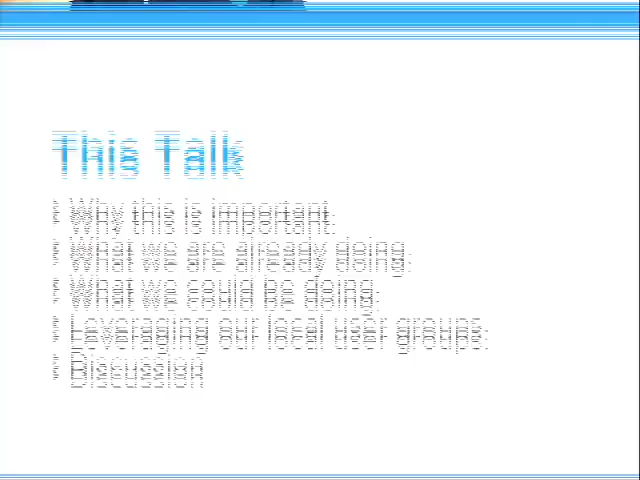 This Talk
Why this is important.
What we are already doing.
What we could be doing.
Leveraging our local user groups.
Discussion